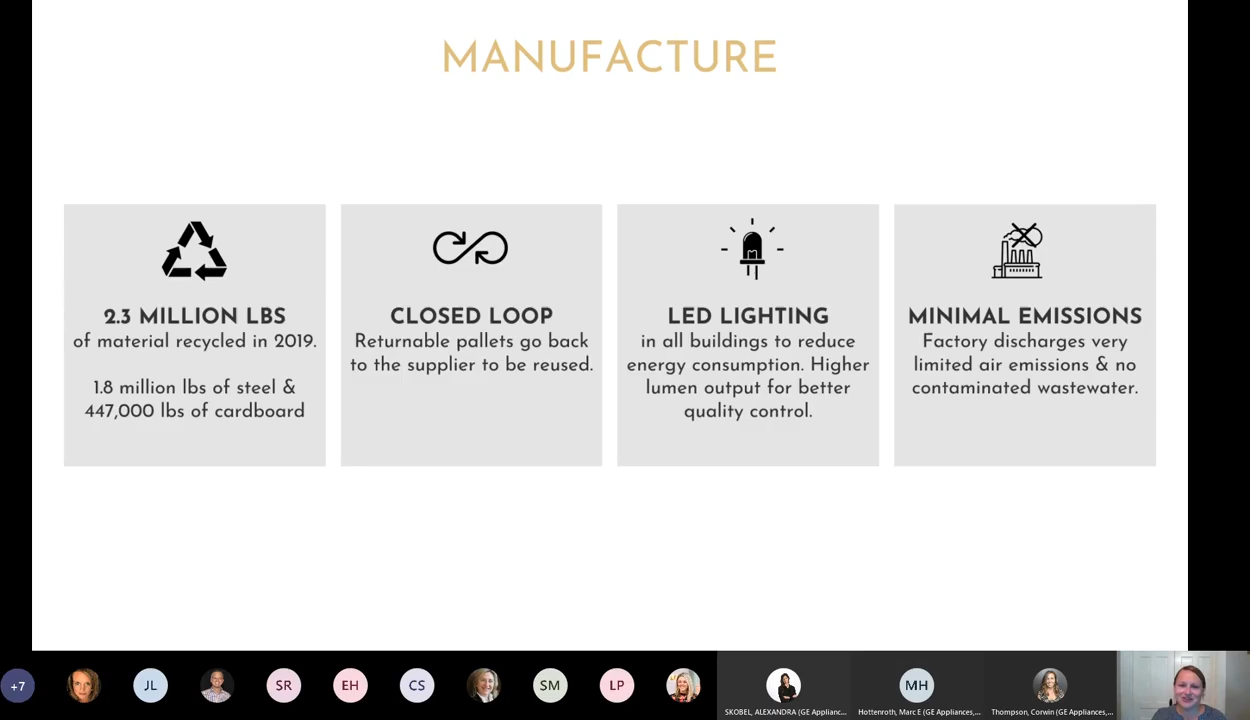 MANUFACTURE
2.3 MILLION LBS
of material recycled in 2019.
1.8 million lbs of steel &
447,000 lbs of cardboard
CLOSED LOOP
Returnable pallets go back
to the supplier to be reused.
LED LIGHTING
in all buildings to reduce
energy consumption. Higher
lumen output for better
quality control.
MINIMAL EMISSIONS
Factory discharges very
limited air emissions & no
contaminated wastewater.
+7
JL
SR
EH
CS
SM
LP
SKOBEL, ALEXANDRA (GE Applianc...
MH
Hottenroth, Marc E (GE Appliances,...
Thompson, Corwin (GE Appliances,...